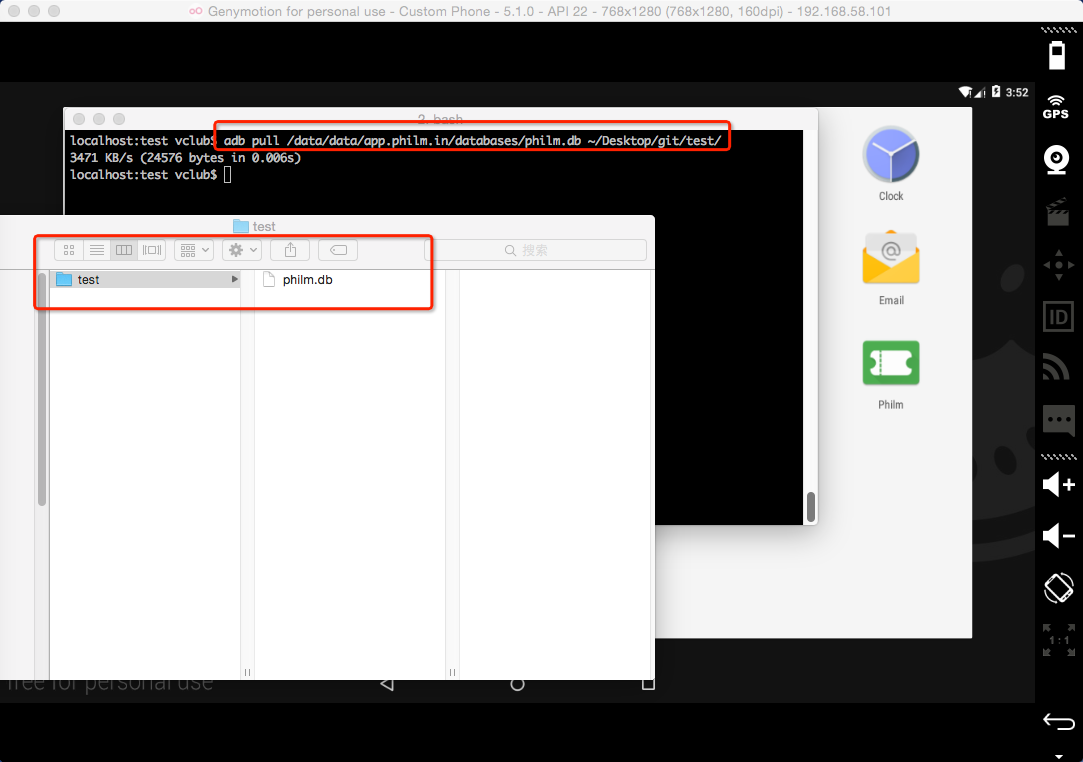 Genymotion for personal use - Custom Phone - 5.1.0 - API 22 - 768x1280 (768x1280, 160dpi) - 192.168.58.101
3:52
GPS
2. bash
localhost:test vclub$ adb pull /data/data/app.philm.in/databases/philm.db ~/Desktop/git/test/
3471 KB/s (24576 bytes in 0.006s)
localhost:test vclub$
Clock
test
搜索
test
philm.db
@
Email
ID
Philm
1:1
free for personal use